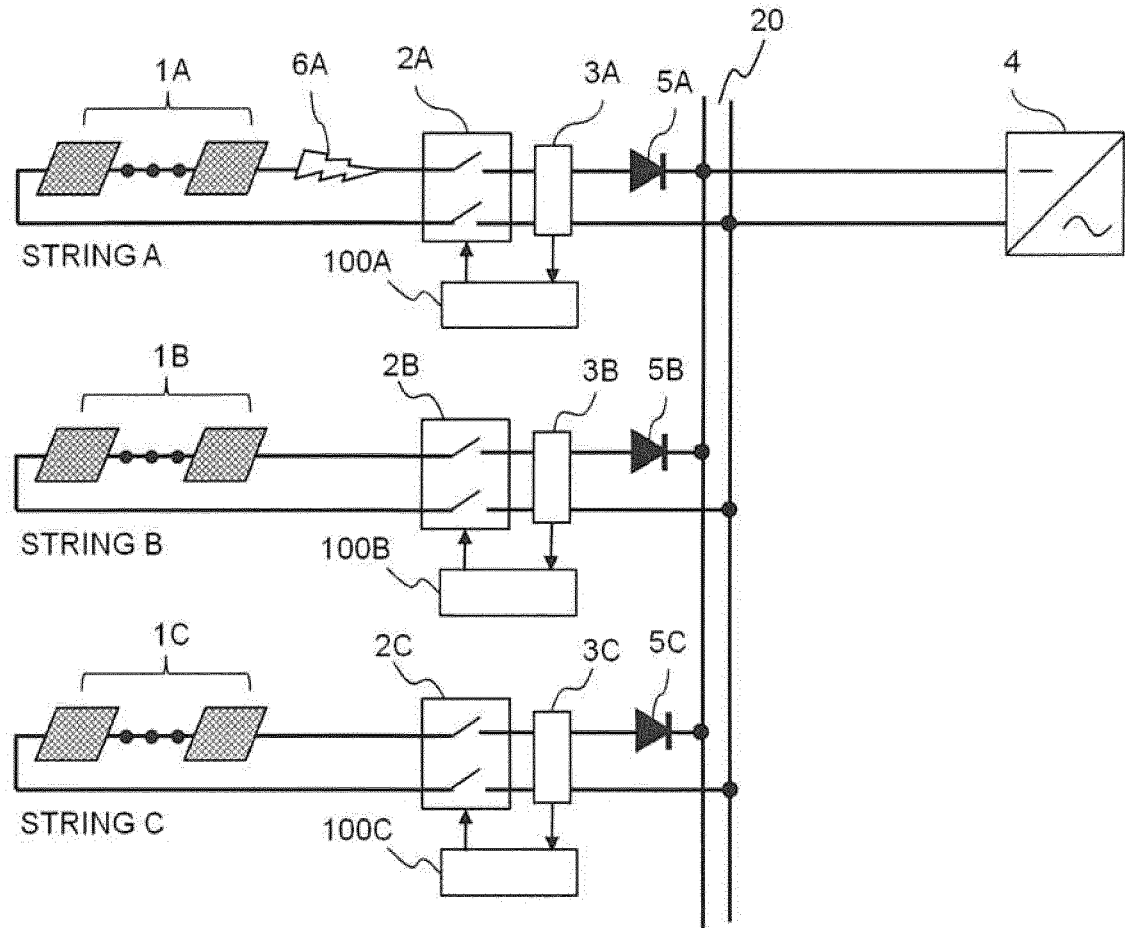 20
1A
6A
2A
3A
5A
4
STRING A
100A
1B
2B
3B
5B
STRING B
100B
1C
2C
3C
5C
STRING C
100C